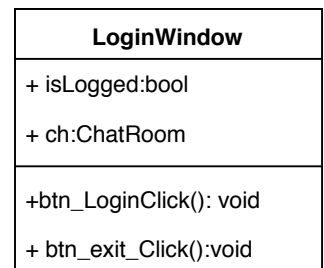 LoginWindow
+ isLogged:bool
+ ch:ChatRoom
+btn_LoginClick(): void
+ btn_exit_Click():void